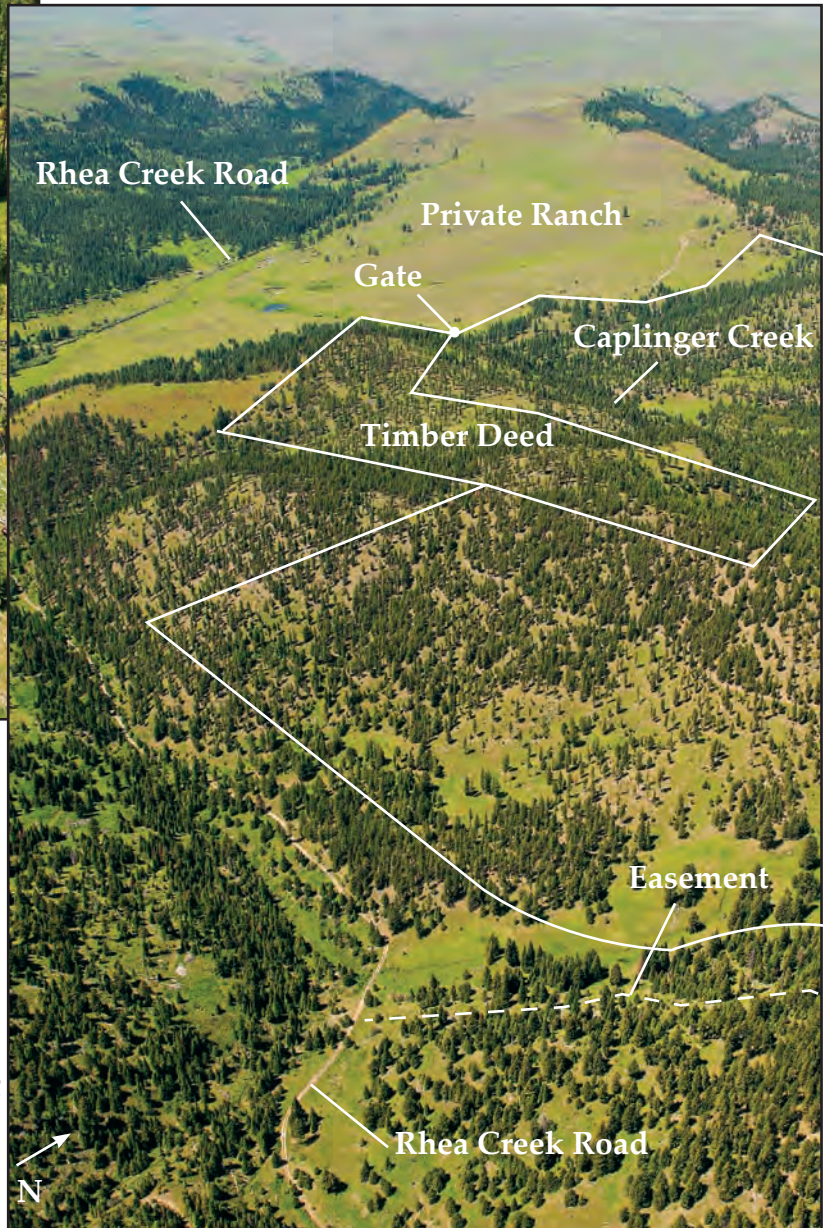 Rhea Creek Road
Private Ranch
Gate
Caplinger Creek
Timber Deed
Easement
Rhea Creek Road
N